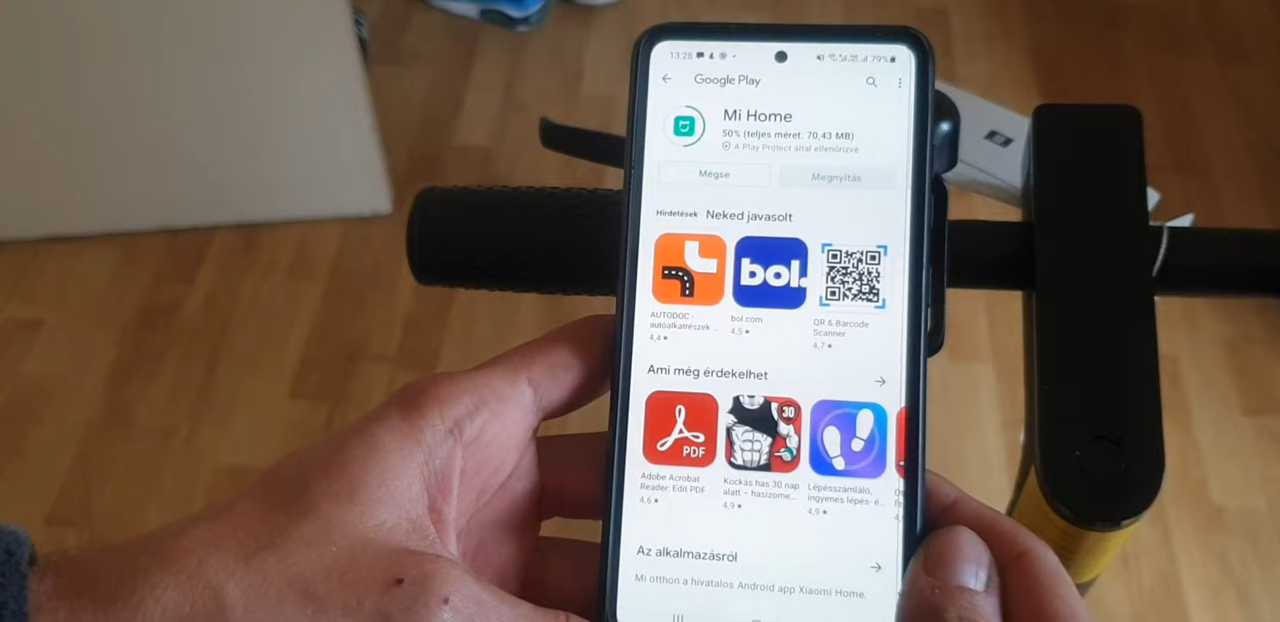 13:28
79%
Google Play
Mi Home
50% (teljes méret: 70,43 MB)
A Play Protect által ellenőrizve
Mégse
Megnyitás
Hirdetések Neked javasolt
bol.
AUTODOC -
autóalkatrészek ...
4,4★
bol.com
4,5★
QR & Barcode
Scanner
4,7★
Ami még érdekelhet
PDF
30
Adobe Acrobat
Reader: Edit PDF
4,6★
Kockás has 30 nap
alatt – hasizome...
4,9★
Lépésszámláló,
ingyenes lépés- é...
4,9★
Az alkalmazásról
Mi otthon a hivatalos Android app Xiaomi Home.